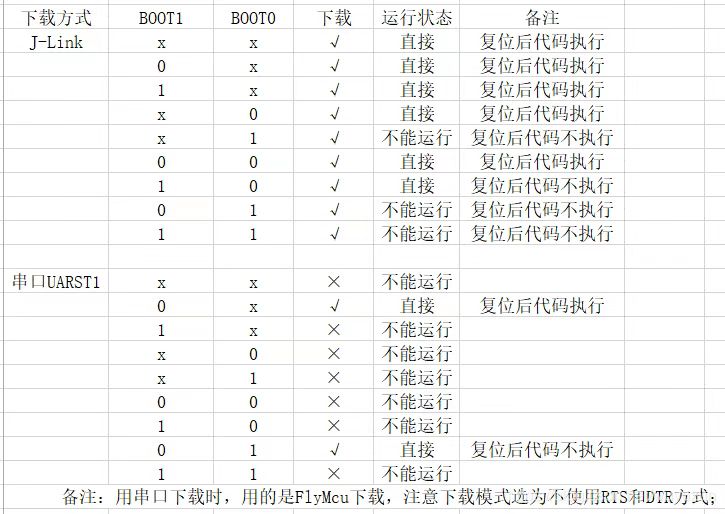 下载方式 BOOT1 BOOT0 下载 运行状态 备注
J-Link x x √ 直接 复位后代码执行
0 x √ 直接 复位后代码执行
1 x √ 直接 复位后代码执行
x 0 √ 直接 复位后代码执行
x 1 √ 不能运行 复位后代码不执行
0 0 √ 直接 复位后代码执行
1 0 √ 直接 复位后代码不执行
0 1 √ 不能运行 复位后代码不执行
1 1 √ 不能运行 复位后代码不执行
串口UARST1 x x × 不能运行
0 x √ 直接 复位后代码执行
1 x × 不能运行
x 0 × 不能运行
x 1 × 不能运行
0 0 × 不能运行
1 0 × 不能运行
0 1 √ 直接 复位后代码不执行
1 1 × 不能运行
备注：用串口下载时，用的是FlyMcu下载，注意下载模式选为不使用RTS和DTR方式；